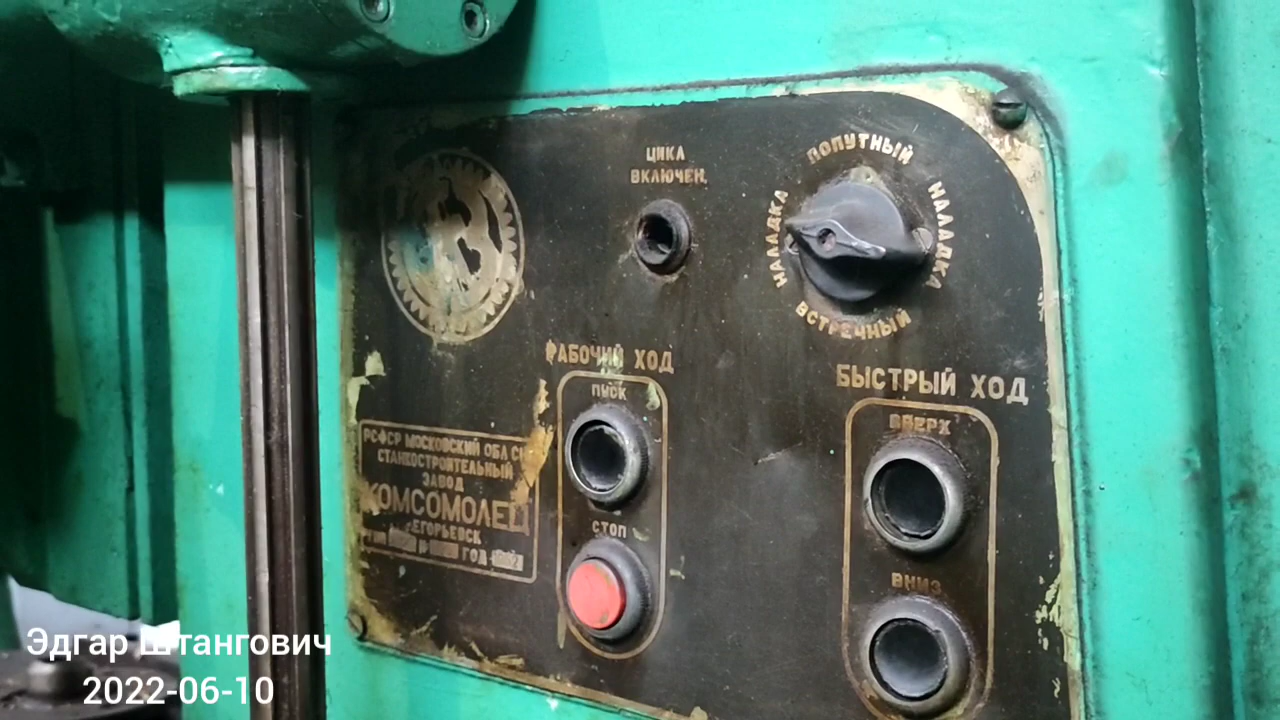 ЦИКЛ
ВКЛЮЧЕН
ПОПУТНЫЙ
НАЛАДКА
НАЛАДКА
ВСТРЕЧНЫЙ
РАБОЧИЙ ХОД
ПУСК
СТОП
БЫСТРЫЙ ХОД
ВВЕРХ
ВНИЗ
РСФСР МОСКОВСКИЙ ОБЛ СНХ
СТАНКОСТРОИТЕЛЬНЫЙ
ЗАВОД
КОМСОМОЛЕЦ
г.ЕГОРЬЕВСК
ГОД
Эдгар Штангович
2022-06-10